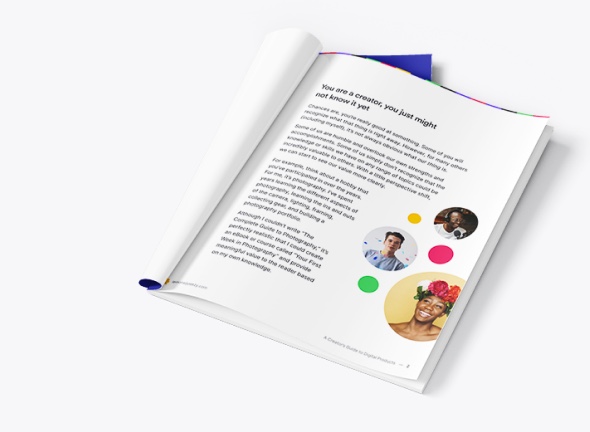 You are a creator, you just might
not know it yet
Chances are, you're really good at something. Some of you will
recognize what that thing is right away. However, for many others
(including myself), it's not always obvious what our thing is.
Some of us are humble and overlook our own strengths and
accomplishments. Some of us simply don't recognize that the
knowledge or skills we have on any range of topics could be
incredibly valuable to others. With a little perspective shift,
we can start to see our value more clearly.
For example, think about a hobby that
you've participated in over the years.
For me, it's photography. I've spent
years learning the different aspects of
photography, learning the ins and outs
of the camera, lighting, framing,
collecting gear, and building a
photography portfolio.
Although I couldn't write "The
Complete Guide to Photography," it's
perfectly realistic that I could create
an eBook or course called "Your First
Week in Photography" and provide
meaningful value to the reader based
on my own knowledge.
A Creator's Guide to Digital Products